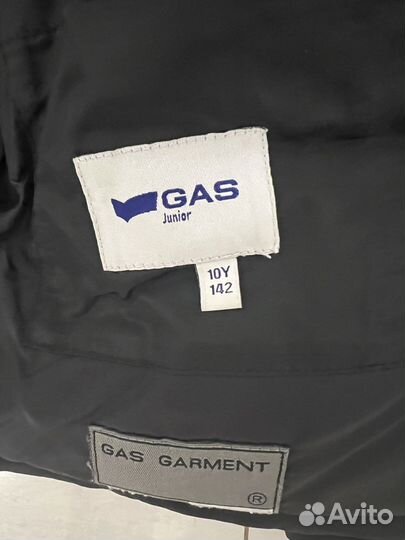 GAS
Junior
10Y
142
GAS GARMENT
®
Avito